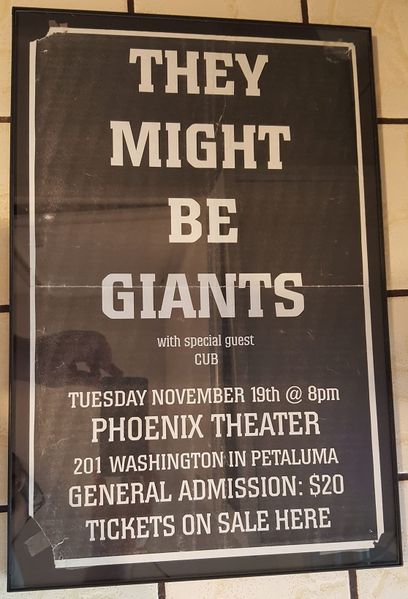 THEY
MIGHT
BE
GIANTS
with special guest
CUB
TUESDAY NOVEMBER 19th @ 8pm
PHOENIX THEATER
201 WASHINGTON IN PETALUMA
GENERAL ADMISSION: $20
TICKETS ON SALE HERE